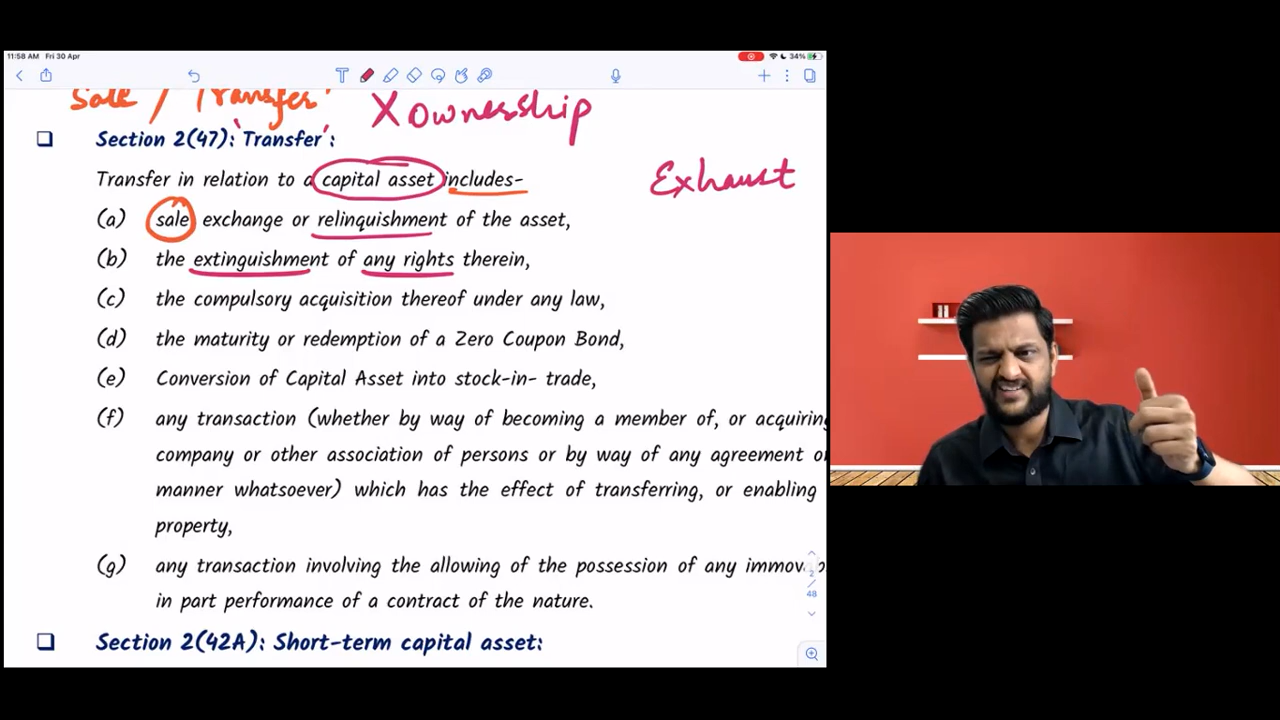 11:58 AM Fri 30 Apr
34%
Sale / 'Transfer'
X ownership
Section 2(47): 'Transfer':
Transfer in relation to a capital asset includes-
Exhaust
(a) sale exchange or relinquishment of the asset,
(b) the extinguishment of any rights therein,
(c) the compulsory acquisition thereof under any law,
(d) the maturity or redemption of a Zero Coupon Bond,
(e) Conversion of Capital Asset into stock-in- trade,
(f) any transaction (whether by way of becoming a member of, or acquiring
company or other association of persons or by way of any agreement or
manner whatsoever) which has the effect of transferring, or enabling
property,
(g) any transaction involving the allowing of the possession of any
in part performance of a contract of the nature.
2
/
48
Section 2(42A): Short-term capital asset: